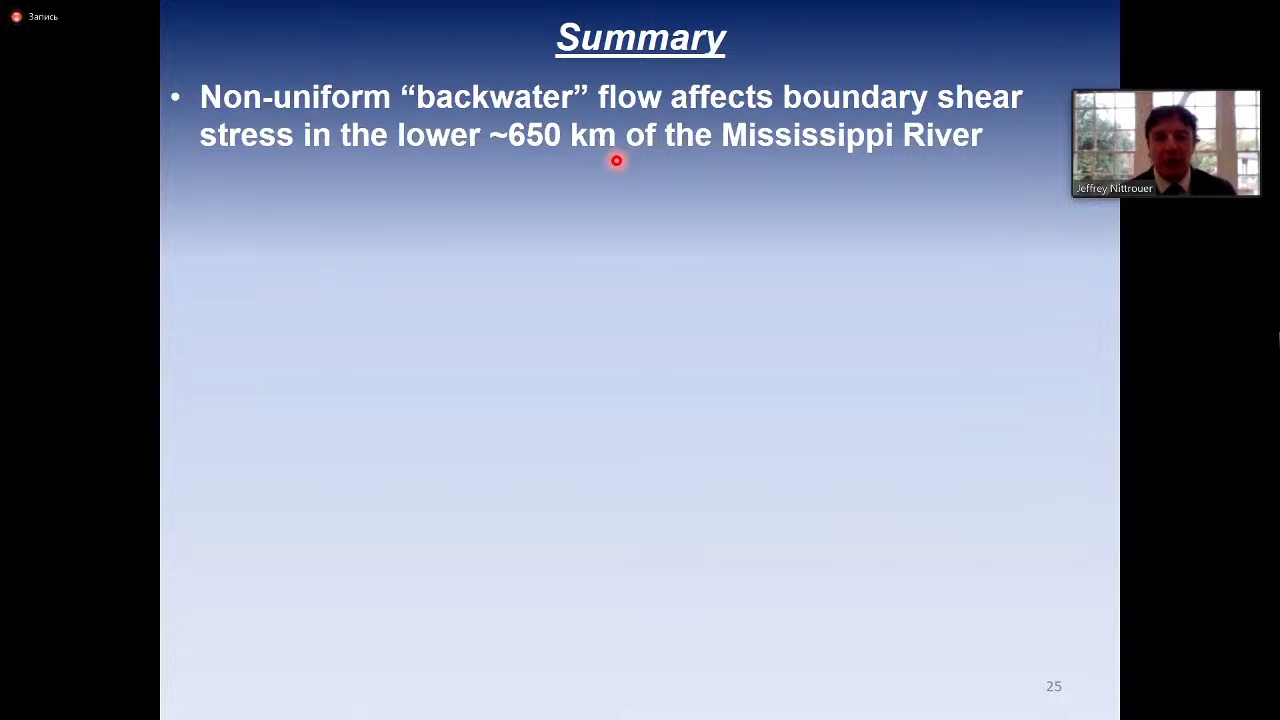 Запись
Summary
• Non-uniform “backwater” flow affects boundary shear
stress in the lower ~650 km of the Mississippi River
Jeffrey Nittrouer
25